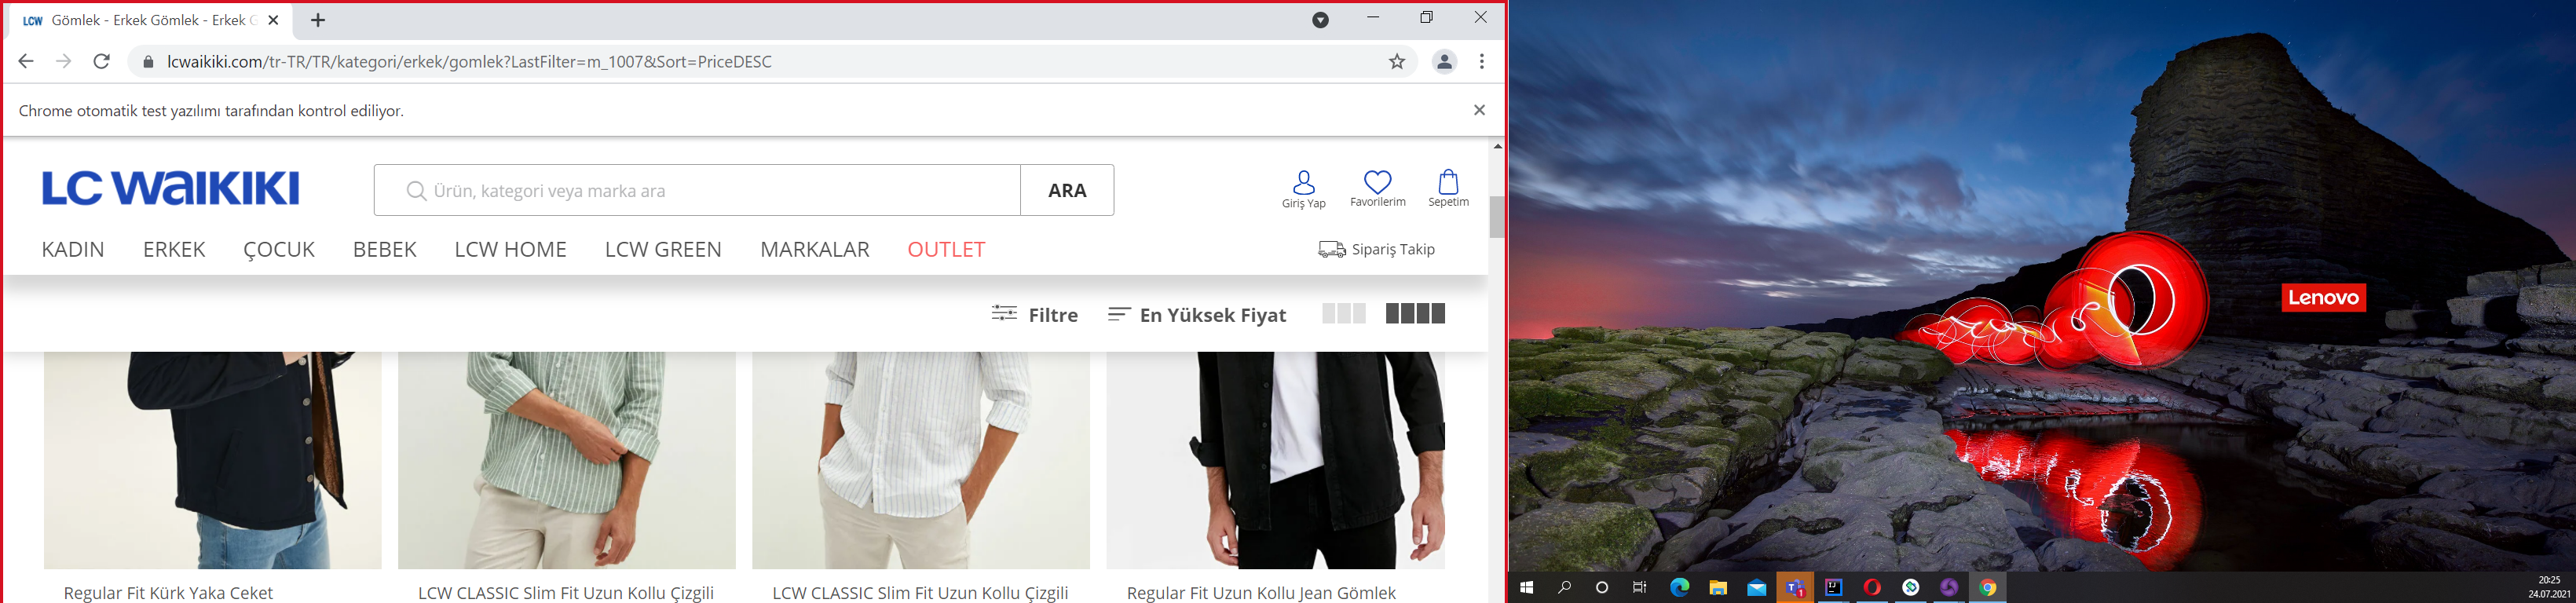 LCW Gömlek - Erkek Gömlek - Erkek G
lcwaikiki.com/tr-TR/TR/kategori/erkek/gomlek?LastFilter=m_1007&Sort=PriceDESC
Chrome otomatik test yazılımı tarafından kontrol ediliyor.
LC WAIKIKI
Ürün, kategori veya marka ara
ARA
Giriş Yap
Favorilerim
Sepetim
KADIN ERKEK ÇOCUK BEBEK LCW HOME LCW GREEN MARKALAR OUTLET
Sipariş Takip
Filtre
En Yüksek Fiyat
Regular Fit Kürk Yaka Ceket
LCW CLASSIC Slim Fit Uzun Kollu Çizgili
LCW CLASSIC Slim Fit Uzun Kollu Çizgili
Regular Fit Uzun Kollu Jean Gömlek
Lenovo
20:25
24.07.2021